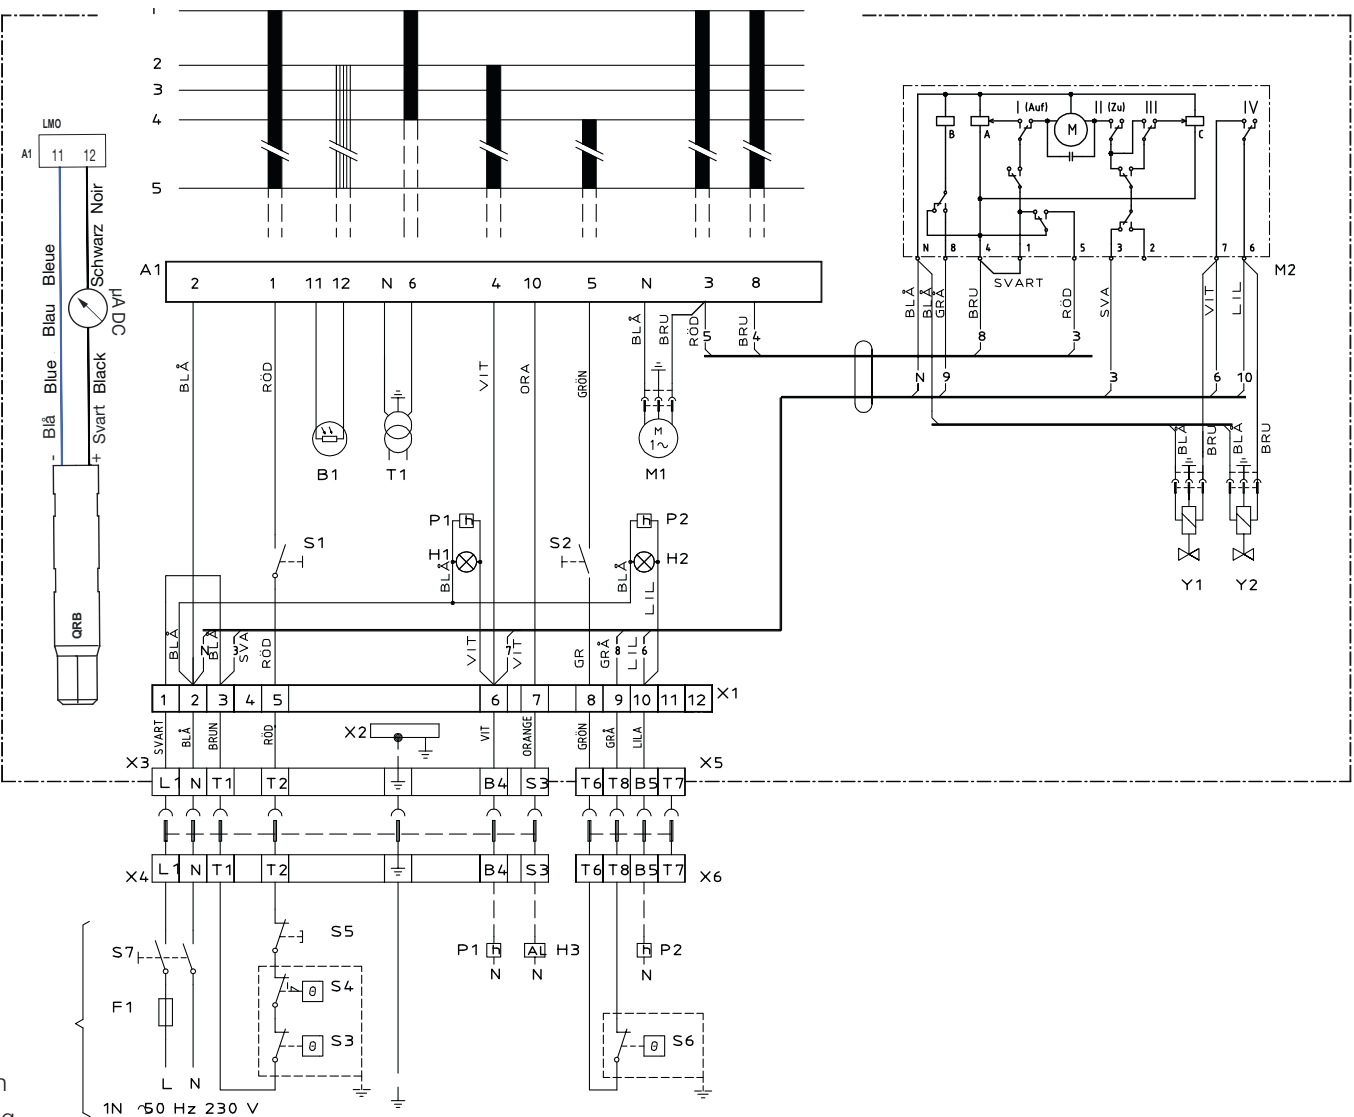 2
3
4
5
LMO
A1 11 12
- Blå Blue Blau Bleue
+ Svart Black Schwarz Noir
µA DC
QRB
I (Auf) II (Zu) III IV
B A M C
N 8 4 1 5 3 2 7 6
M2
SVART
BLÅ BLÅ GRÅ BRU RÖD SVA VIT LIL
8 3
N 9 3 6 10
A1 2 1 11 12 N 6 4 10 5 N 3 8
BLÅ RÖD VIT ORA GRÖN BLÅ BRU RÖD 5 BRU 4
M
1~
B1 T1 M1
BLÅ BRU BLÅ BRU
Y1 Y2
P1 h h P2
S1 H1 S2 H2
BLÅ BLÅ LIL
BLÅ N BLÅ 3 SVA RÖD VIT 7 VIT GR GRÅ 8 LIL 6
1 2 3 4 5 6 7 8 9 10 11 12 X1
SVART BLÅ BRUN RÖD X2 VIT ORANGE GRÖN GRÅ LILA
X3 X5
L1 N T1 T2 B4 S3 T6 T8 B5 T7
X4 L1 N T1 T2 B4 S3 T6 T8 B5 T7 X6
S7 S5
P1 h AL H3 h P2
N N N
F1 θ S4
θ S3 θ S6
L N
n
1N ~50 Hz 230 V